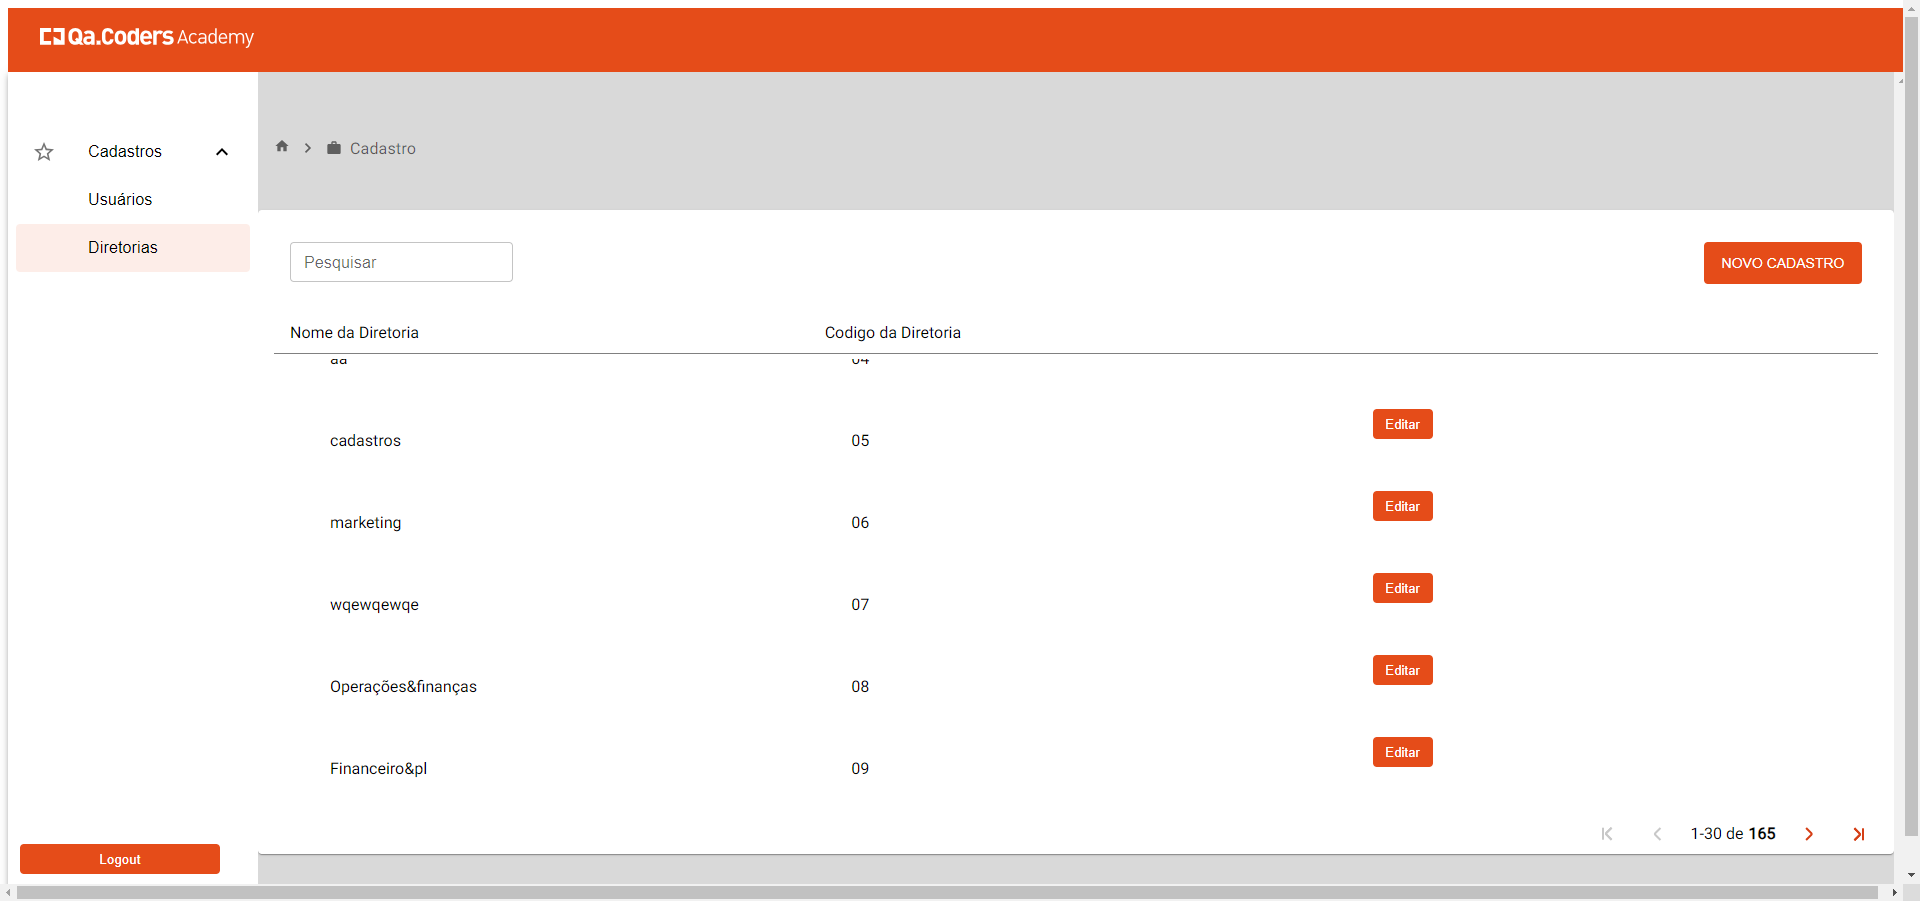 Qa.Coders Academy
Cadastros
Cadastro
Usuários
Diretorias
Pesquisar
NOVO CADASTRO
Nome da Diretoria Codigo da Diretoria
aa 04
cadastros 05 Editar
marketing 06 Editar
wqewqewqe 07 Editar
Operações&finanças 08 Editar
Financeiro&pl 09 Editar
1-30 de 165
Logout